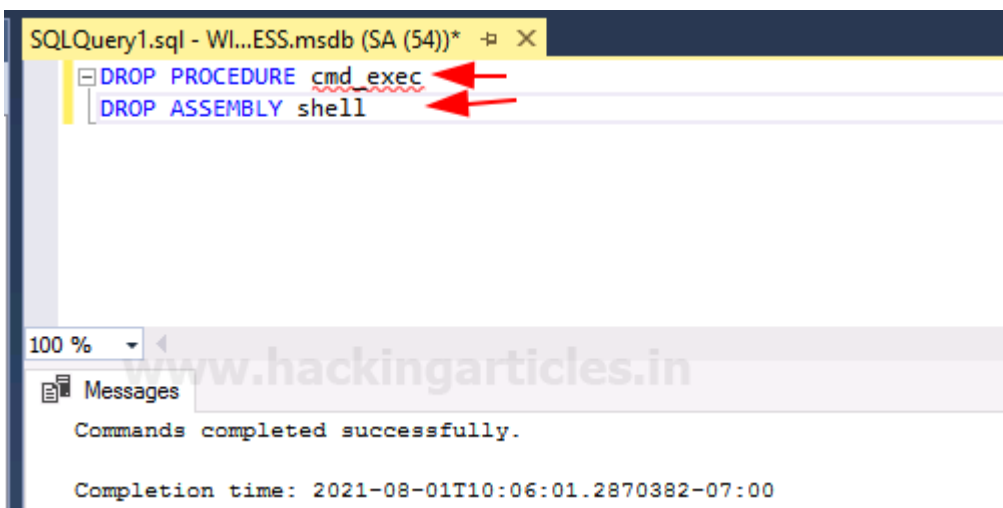 SQLQuery1.sql - WI...ESS.msdb (SA (54))*
DROP PROCEDURE cmd_exec
DROP ASSEMBLY shell
100 %
www.hackingarticles.in
Messages
Commands completed successfully.
Completion time: 2021-08-01T10:06:01.2870382-07:00